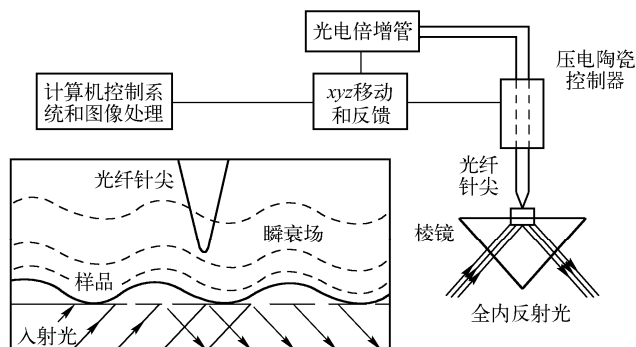 光电倍增管
压电陶瓷
控制器
计算机控制系
统和图像处理
xyz移动
和反馈
光纤
针尖
光纤针尖
瞬衰场
棱镜
样品
全内反射光
入射光